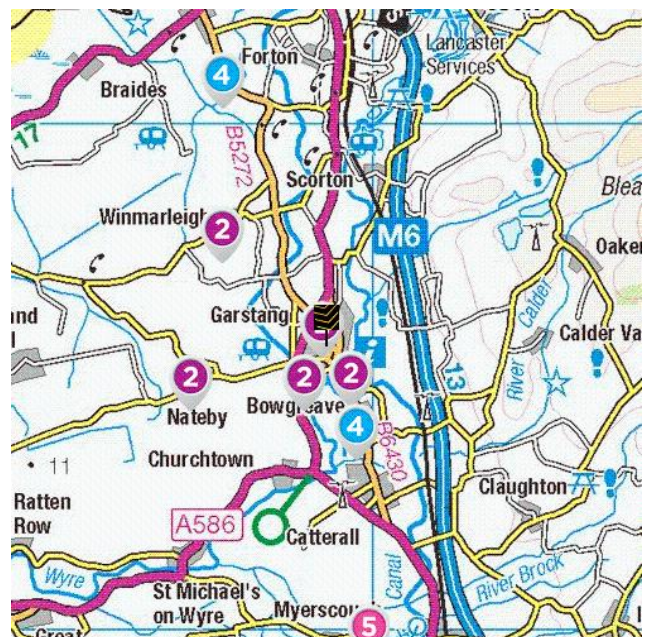 Forton
Lancaster
Services
4
Braides
17
B5272
Scorton
Winmarleigh
2
M6
Blea
Oaker
Calder
River
Garstang
Calder Va
13
2
2
2
Nateby
Bowgreave
4
B6430
Churchtown
11
Claughton
Ratten
Row
A586
Catterall
Wyre
St Michael's
on Wyre
Canal
River Brock
Myerscou
5
Great